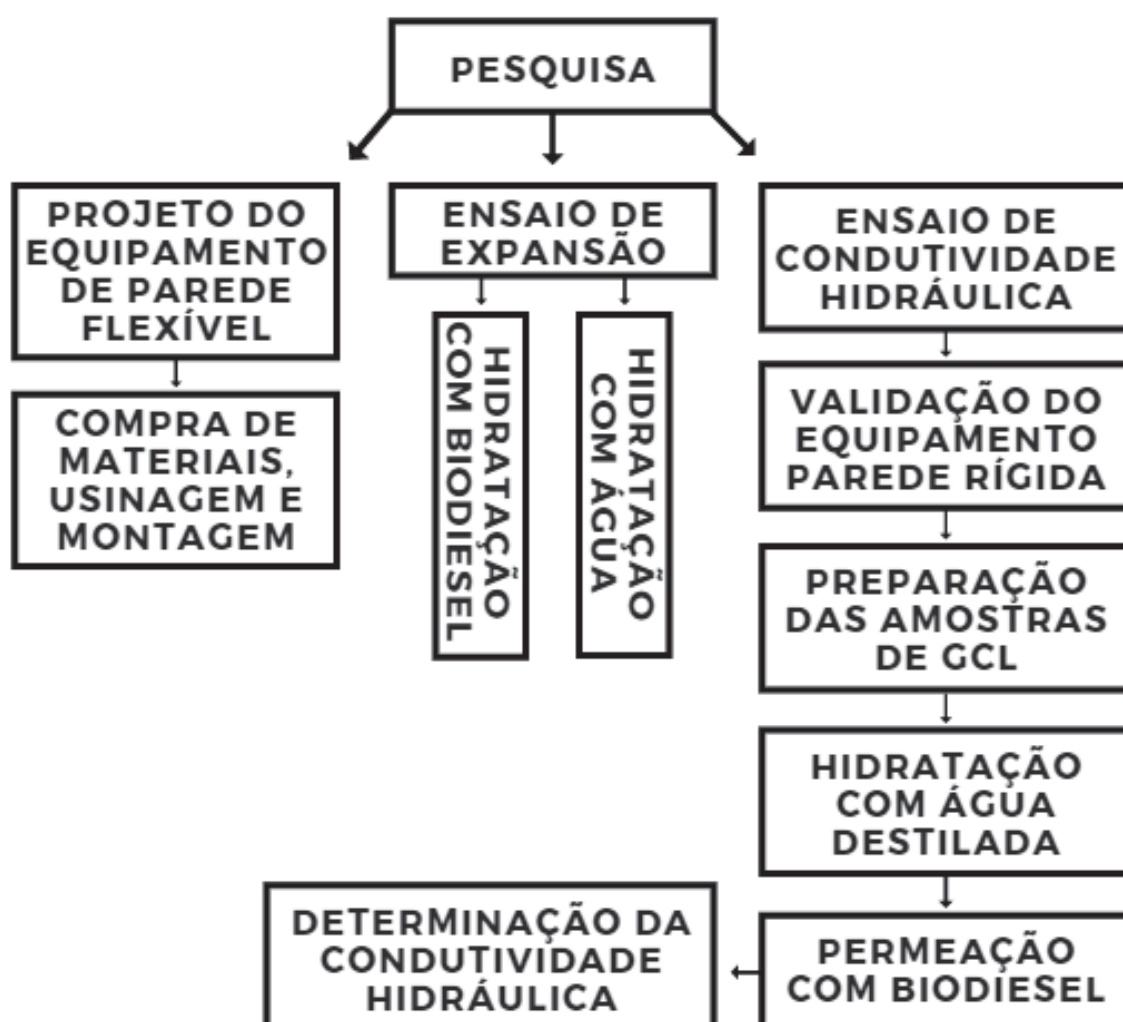 PESQUISA
PROJETO DO
EQUIPAMENTO
DE PAREDE
FLEXÍVEL
COMPRA DE
MATERIAIS,
USINAGEM E
MONTAGEM
ENSAIO DE
EXPANSÃO
HIDRATAÇÃO
COM BIODIESEL
HIDRATAÇÃO
COM ÁGUA
ENSAIO DE
CONDUTIVIDADE
HIDRÁULICA
VALIDAÇÃO DO
EQUIPAMENTO
PAREDE RÍGIDA
PREPARAÇÃO
DAS AMOSTRAS
DE GCL
HIDRATAÇÃO
COM ÁGUA
DESTILADA
PERMEAÇÃO
COM BIODIESEL
DETERMINAÇÃO DA
CONDUTIVIDADE
HIDRÁULICA